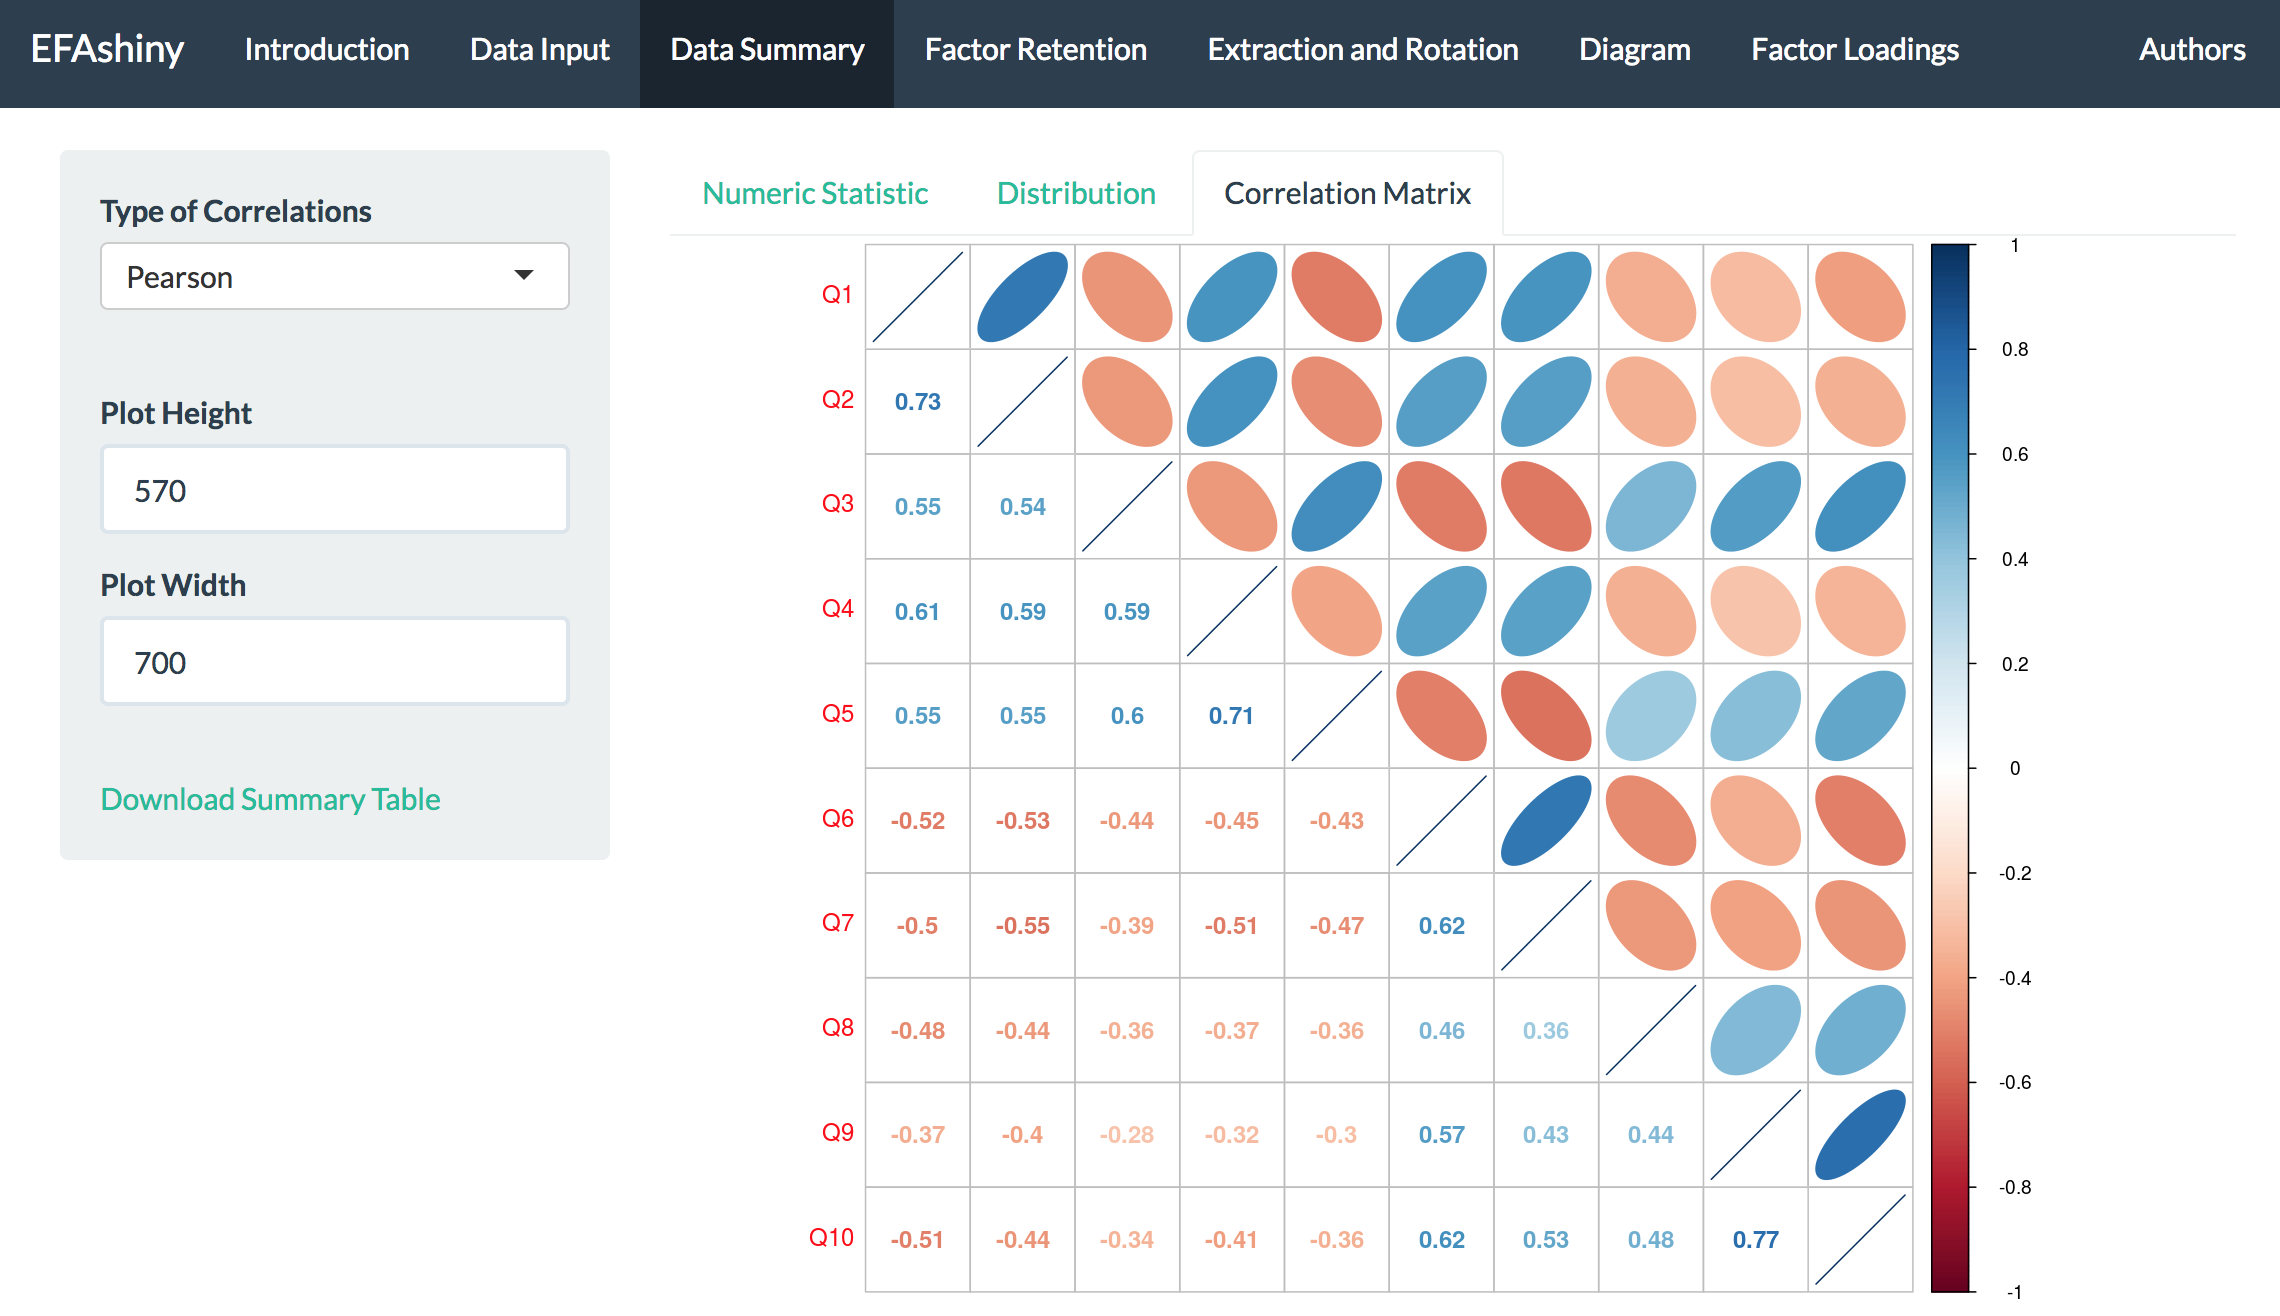 EFAshiny Introduction Data Input Data Summary Factor Retention Extraction and Rotation Diagram Factor Loadings Authors
Type of Correlations
Pearson
Plot Height
570
Plot Width
700
Download Summary Table
Numeric Statistic Distribution Correlation Matrix
Q1
Q2 0.73
Q3 0.55 0.54
Q4 0.61 0.59 0.59
Q5 0.55 0.55 0.6 0.71
Q6 -0.52 -0.53 -0.44 -0.45 -0.43
Q7 -0.5 -0.55 -0.39 -0.51 -0.47 0.62
Q8 -0.48 -0.44 -0.36 -0.37 -0.36 0.46 0.36
Q9 -0.37 -0.4 -0.28 -0.32 -0.3 0.57 0.43 0.44
Q10 -0.51 -0.44 -0.34 -0.41 -0.36 0.62 0.53 0.48 0.77
1
0.8
0.6
0.4
0.2
0
-0.2
-0.4
-0.6
-0.8
-1